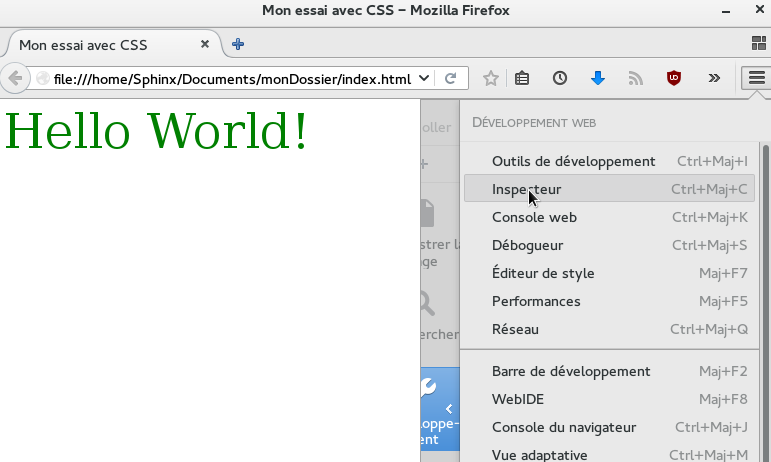 Mon essai avec CSS – Mozilla Firefox
Mon essai avec CSS
file:///home/Sphinx/Documents/monDossier/index.html
Hello World!
DÉVELOPPEMENT WEB
oller
Outils de développement Ctrl+Maj+I
Inspecteur Ctrl+Maj+C
Console web Ctrl+Maj+K
strer la
Débogueur Ctrl+Maj+S
ge
Éditeur de style Maj+F7
Performances Maj+F5
Réseau Ctrl+Maj+Q
ercher
Barre de développement Maj+F2
WebIDE Maj+F8
oppe-
Console du navigateur Ctrl+Maj+J
ent
Vue adaptative Ctrl+Maj+M